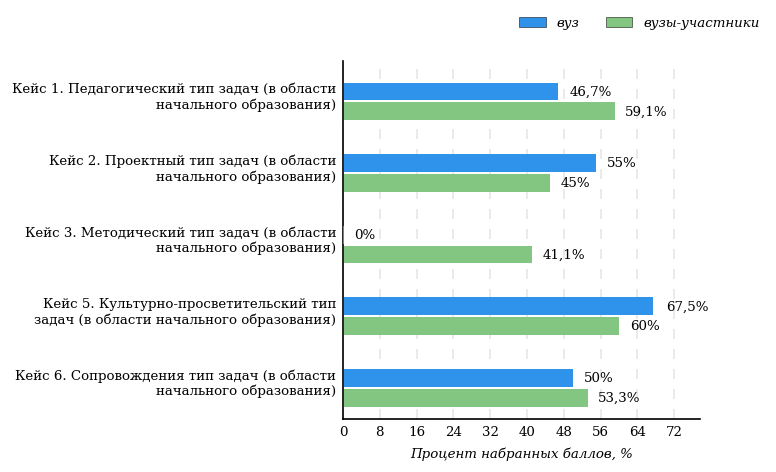 вуз вузы-участники
Кейс 1. Педагогический тип задач (в области
начального образования)
46,7%
59,1%
Кейс 2. Проектный тип задач (в области
начального образования)
55%
45%
Кейс 3. Методический тип задач (в области
начального образования)
0%
41,1%
Кейс 5. Культурно-просветительский тип
задач (в области начального образования)
67,5%
60%
Кейс 6. Сопровождения тип задач (в области
начального образования)
50%
53,3%
0 8 16 24 32 40 48 56 64 72
Процент набранных баллов, %